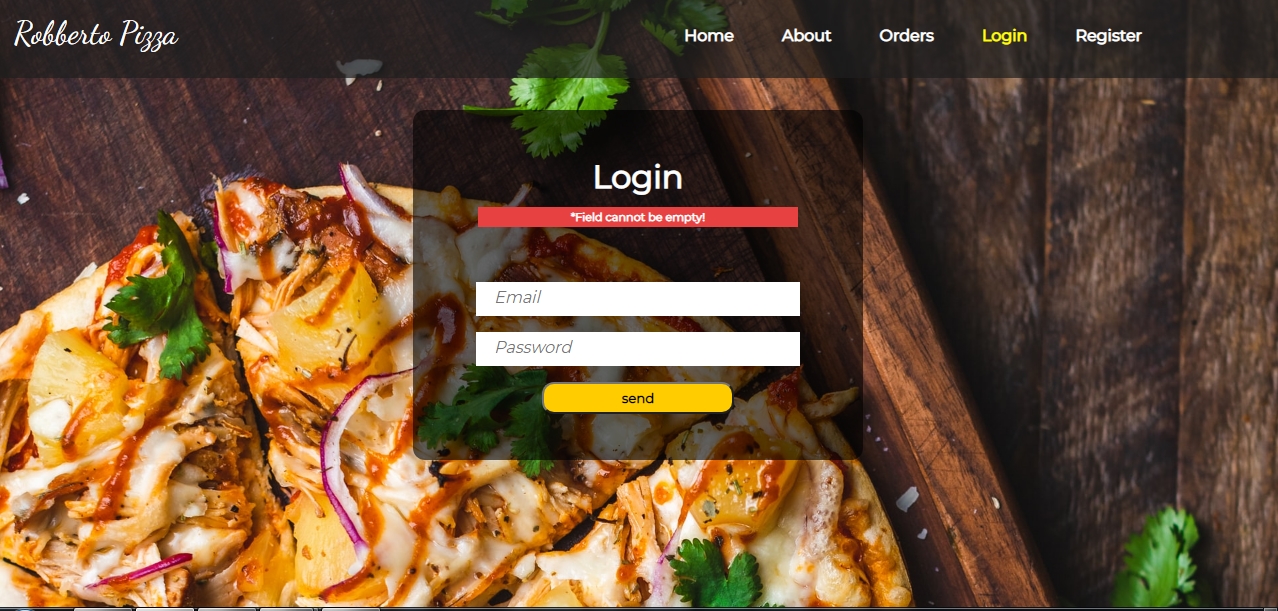 Robberto Pizza
Home About Orders Login Register
Login
*Field cannot be empty!
Email
Password
send